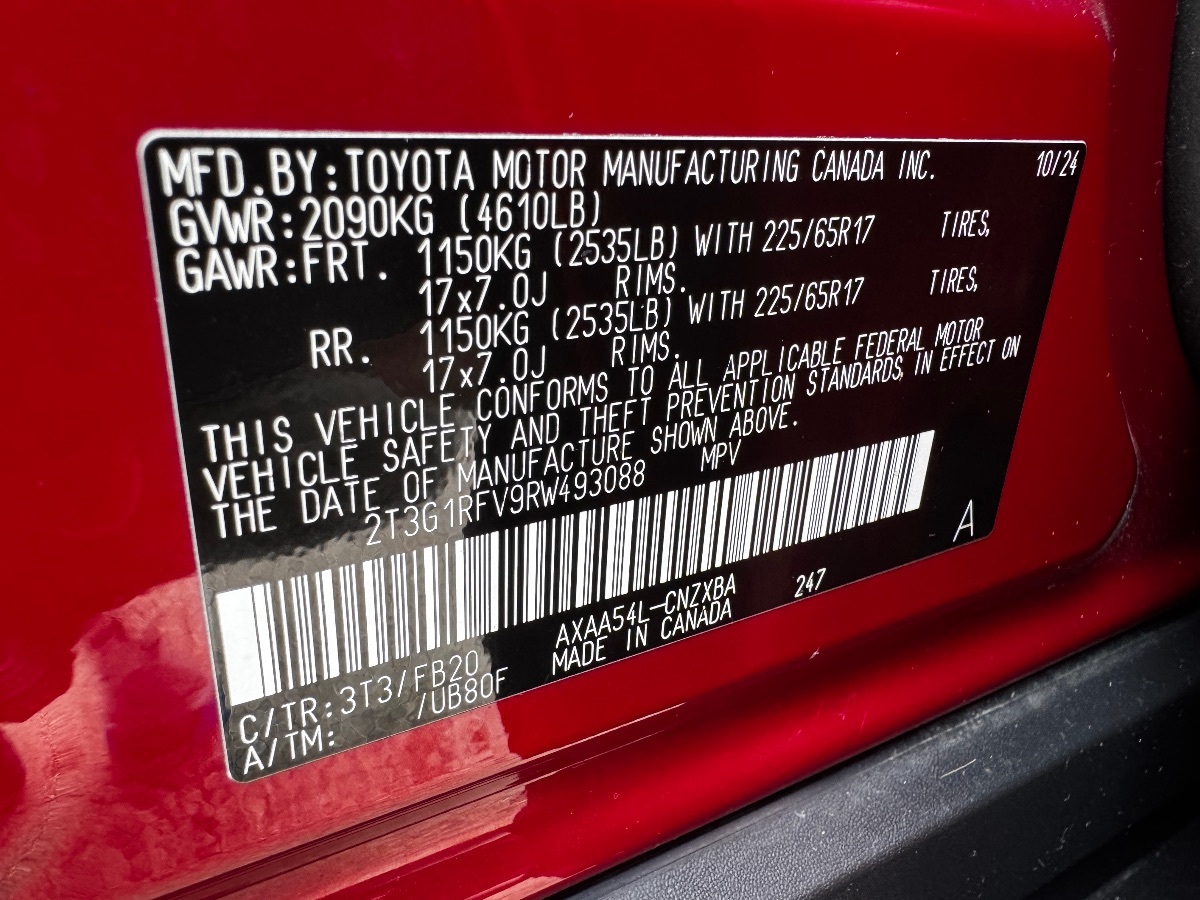 MFD.BY:TOYOTA MOTOR MANUFACTURING CANADA INC. 10/24
GVWR:2090KG (4610LB)
GAWR:FRT. 1150KG (2535LB) WITH 225/65R17 TIRES,
17x7.0J RIMS.
RR. 1150KG (2535LB) WITH 225/65R17 TIRES,
17x7.0J RIMS.
THIS VEHICLE CONFORMS TO ALL APPLICABLE FEDERAL MOTOR
VEHICLE SAFETY AND THEFT PREVENTION STANDARDS, IN EFFECT ON
THE DATE OF MANUFACTURE SHOWN ABOVE.
2T3G1RFV9RW493088 MPV
A
C/TR:3T3/FB20 AXAA54L-CNZXBA 247
A/TM: /UB80F MADE IN CANADA